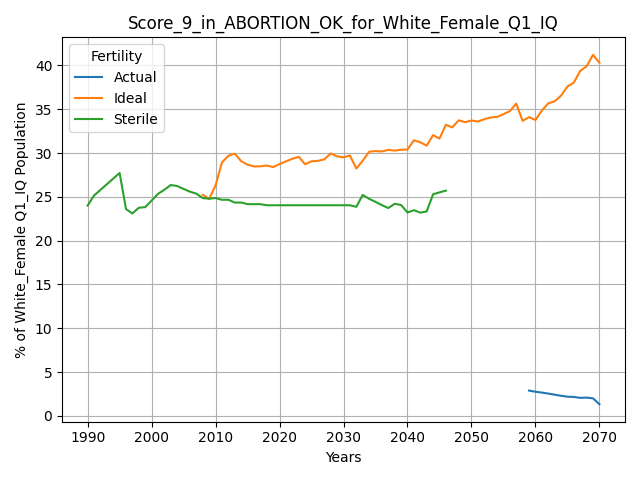 Score_9_in_ABORTION_OK_for_White_Female_Q1_IQ
Fertility
Actual
Ideal
Sterile
% of White_Female Q1_IQ Population
40
35
30
25
20
15
10
5
0
1990 2000 2010 2020 2030 2040 2050 2060 2070
Years